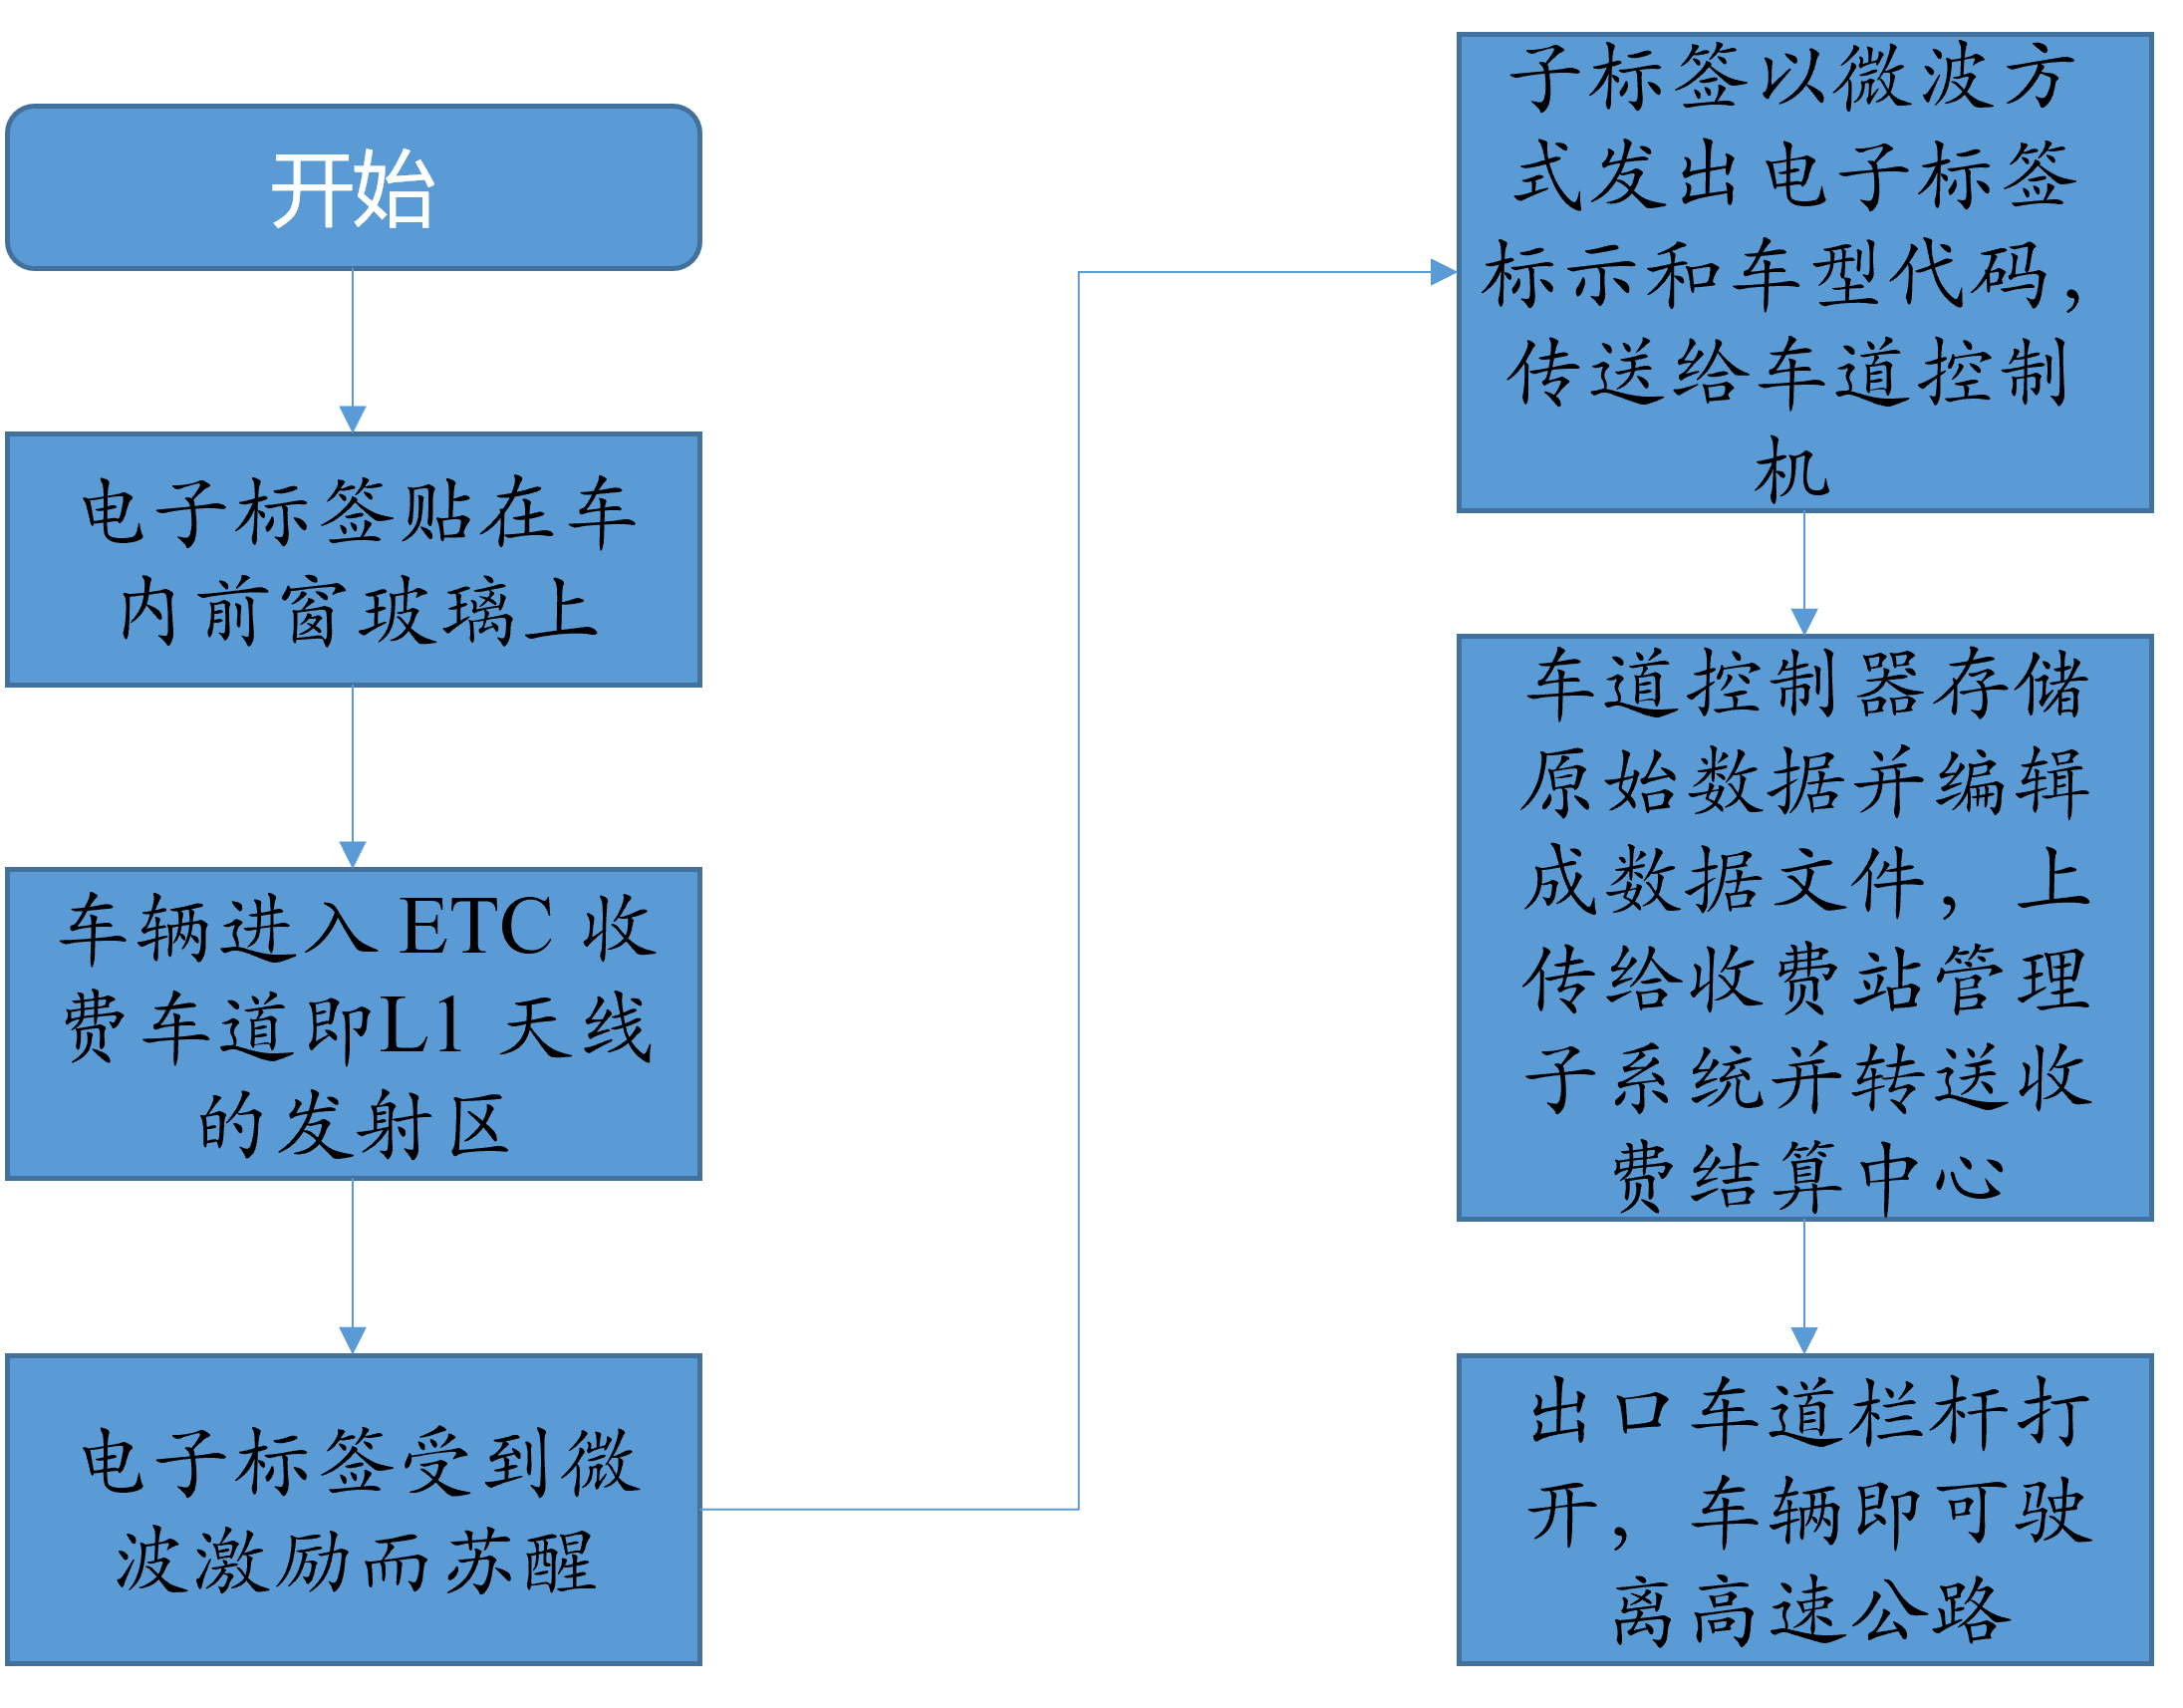 开始
电子标签贴在车
内前窗玻璃上
车辆进入 ETC 收
费车道即L1 天线
的发射区
电子标签受到微
波激励而苏醒
子标签以微波方
式发出电子标签
标示和车型代码，
传送给车道控制
机
车道控制器存储
原始数据并编辑
成数据文件，上
传给收费站管理
子系统并转送收
费结算中心
出口车道栏杆打
开，车辆即可驶
离高速公路